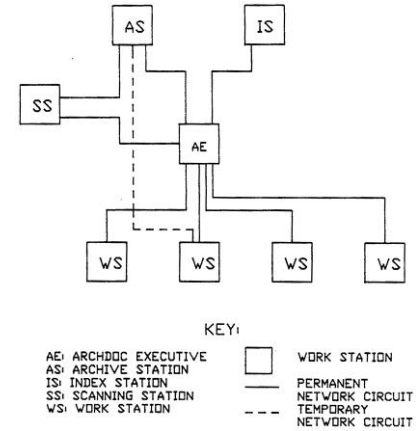 AS
IS
SS
AE
WS
WS
WS
WS
KEY:
AE: ARCHDOC EXECUTIVE
AS: ARCHIVE STATION
IS: INDEX STATION
SS: SCANNING STATION
WS: WORK STATION
WORK STATION
PERMANENT
NETWORK CIRCUIT
TEMPORARY
NETWORK CIRCUIT